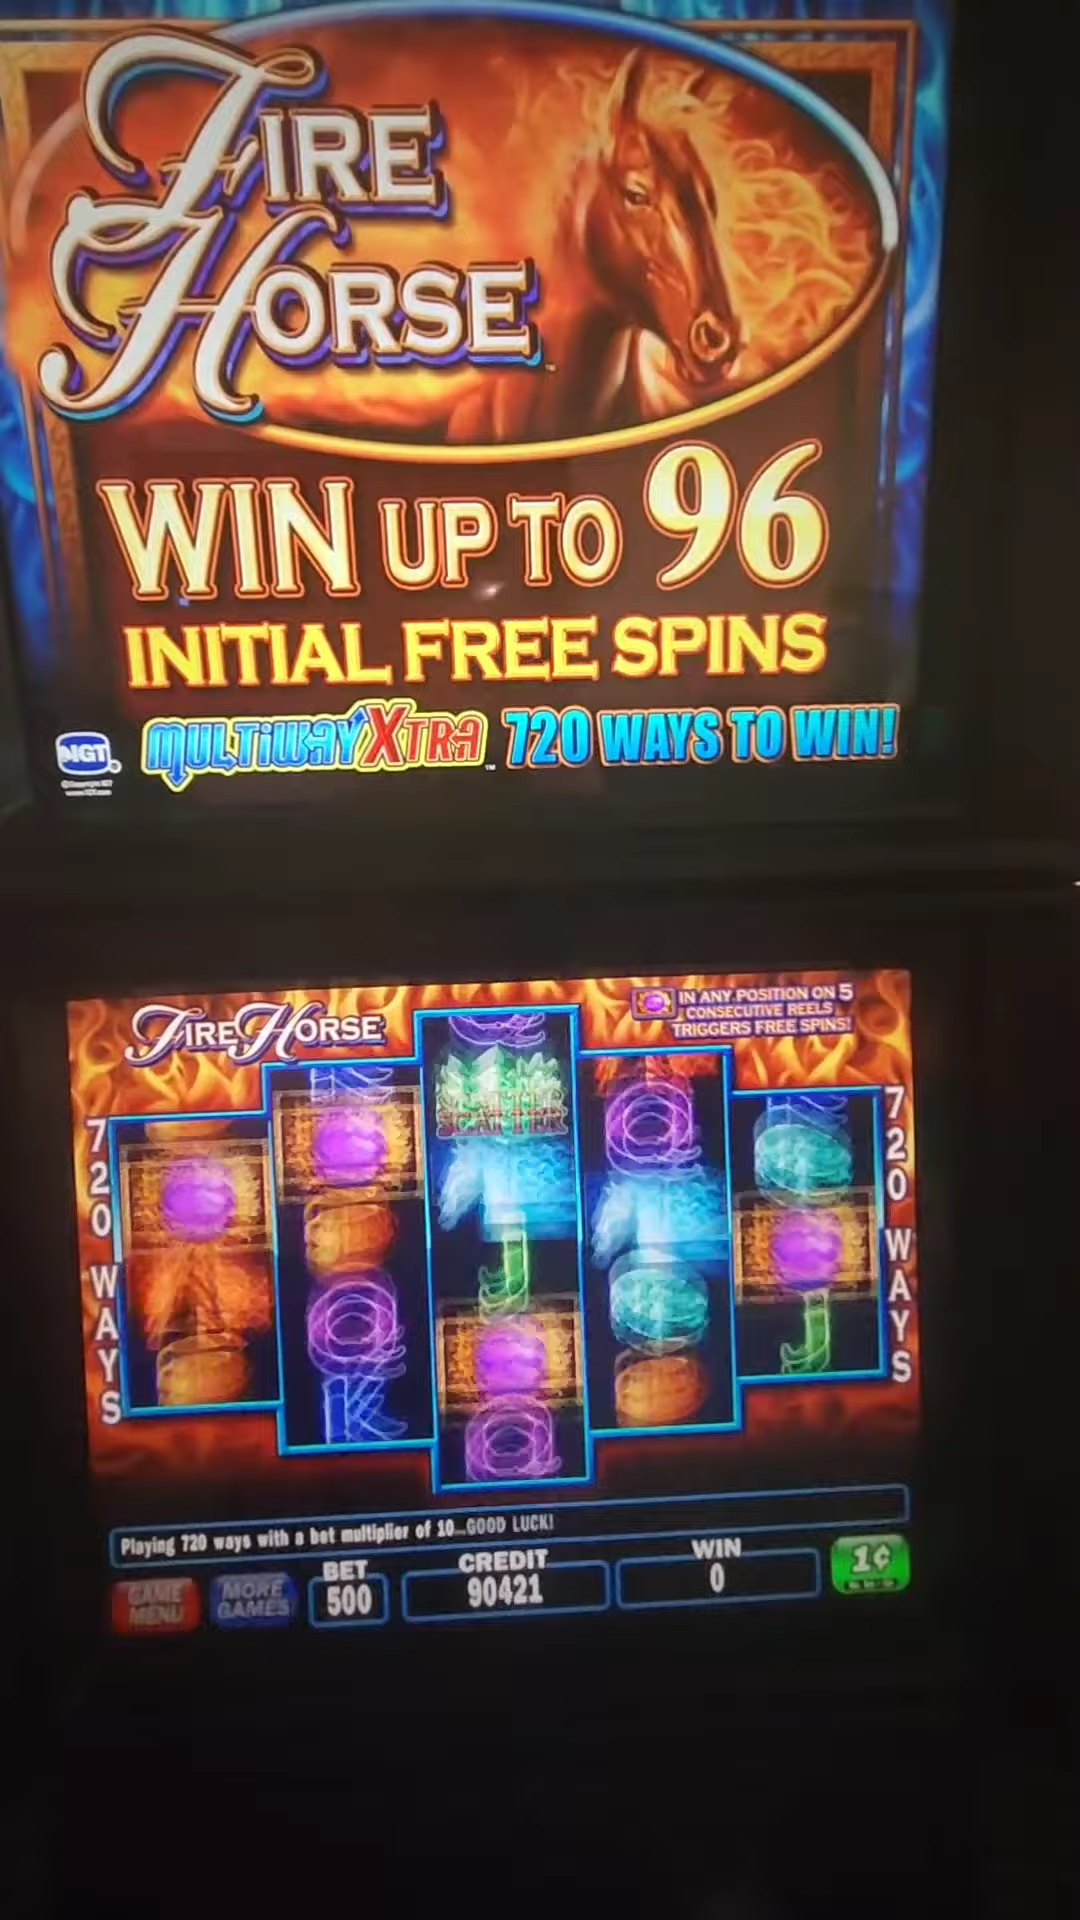 FIRE
HORSE™
WIN UP TO 96
INITIAL FREE SPINS
IGT®
MULTIWAY XTRA™ 720 WAYS TO WIN!
FIRE HORSE
IN ANY POSITION ON 5
CONSECUTIVE REELS
TRIGGERS FREE SPINS!
SCATTER
720 WAYS
720 WAYS
J
Q
K
Q
Q
J
Playing 720 ways with a bet multiplier of 10...GOOD LUCK!
GAME
MENU
MORE
GAMES
BET
500
CREDIT
90421
WIN
0
1¢